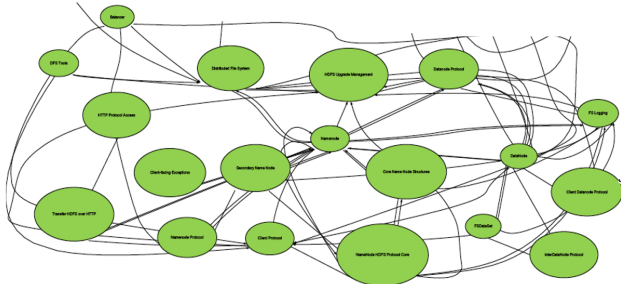 Balancer
DFS Tools
Distributed File System
HDFS Upgrade Management
Datanode Protocol
HTTP Protocol Access
FS Logging
Namenode
DataNode
Client-facing Exceptions
Secondary Name Node
Core Name Node Structures
Client Datanode Protocol
Transfer HDFS over HTTP
Namenode Protocol
Client Protocol
FSDataSet
NameNode HDFS Protocol Core
InterDataNode Protocol